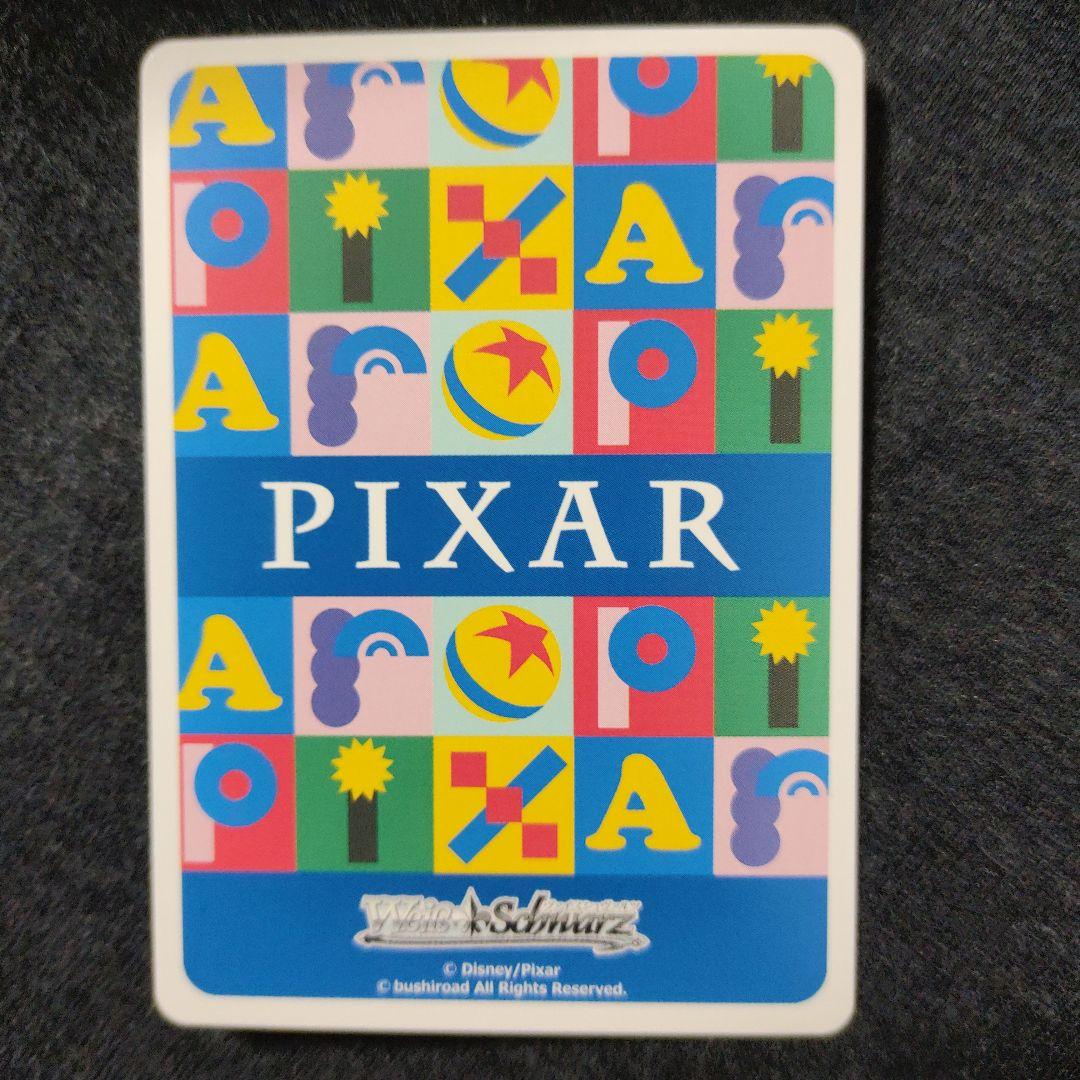 A r P i
P i X A r
A r P i
PIXAR
A r P i
P i X A r
Weiß Schwarz
© Disney/Pixar
© bushiroad All Rights Reserved.